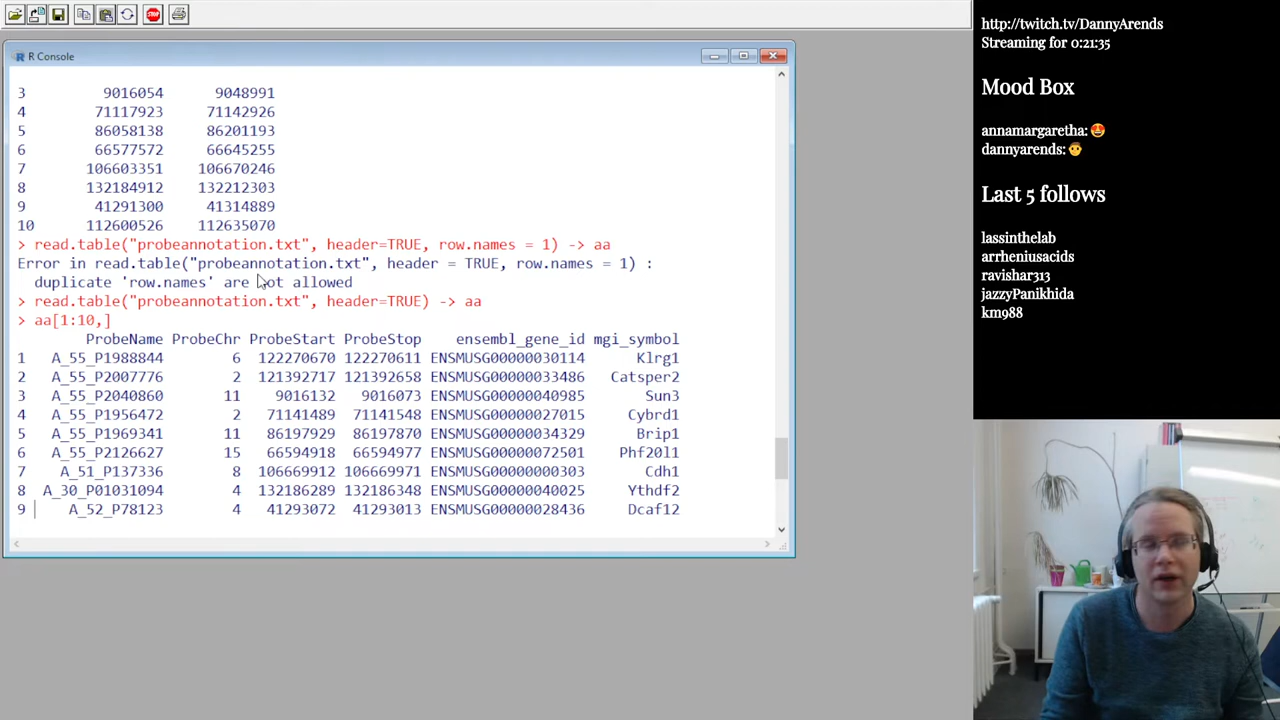 STOP
R Console
3 9016054 9048991
4 71117923 71142926
5 86058138 86201193
6 66577572 66645255
7 106603351 106670246
8 132184912 132212303
9 41291300 41314889
10 112600526 112635070
> read.table("probeannotation.txt", header=TRUE, row.names = 1) -> aa
Error in read.table("probeannotation.txt", header = TRUE, row.names = 1) :
duplicate 'row.names' are not allowed
> read.table("probeannotation.txt", header=TRUE) -> aa
> aa[1:10,]
ProbeName ProbeChr ProbeStart ProbeStop ensembl_gene_id mgi_symbol
1 A_55_P1988844 6 122270670 122270611 ENSMUSG00000030114 Klrg1
2 A_55_P2007776 2 121392717 121392658 ENSMUSG00000033486 Catsper2
3 A_55_P2040860 11 9016132 9016073 ENSMUSG00000040985 Sun3
4 A_55_P1956472 2 71141489 71141548 ENSMUSG00000027015 Cybrd1
5 A_55_P1969341 11 86197929 86197870 ENSMUSG00000034329 Brip1
6 A_55_P2126627 15 66594918 66594977 ENSMUSG00000072501 Phf20l1
7 A_51_P137336 8 106669912 106669971 ENSMUSG00000000303 Cdh1
8 A_30_P01031094 4 132186289 132186348 ENSMUSG00000040025 Ythdf2
9 A_52_P78123 4 41293072 41293013 ENSMUSG00000028436 Dcaf12
http://twitch.tv/DannyArends
Streaming for 0:21:35
Mood Box
annamargaretha: 😍
dannyarends: 👨
Last 5 follows
lassinthelab
arrheniusacids
ravishar313
jazzyPanikhida
km988